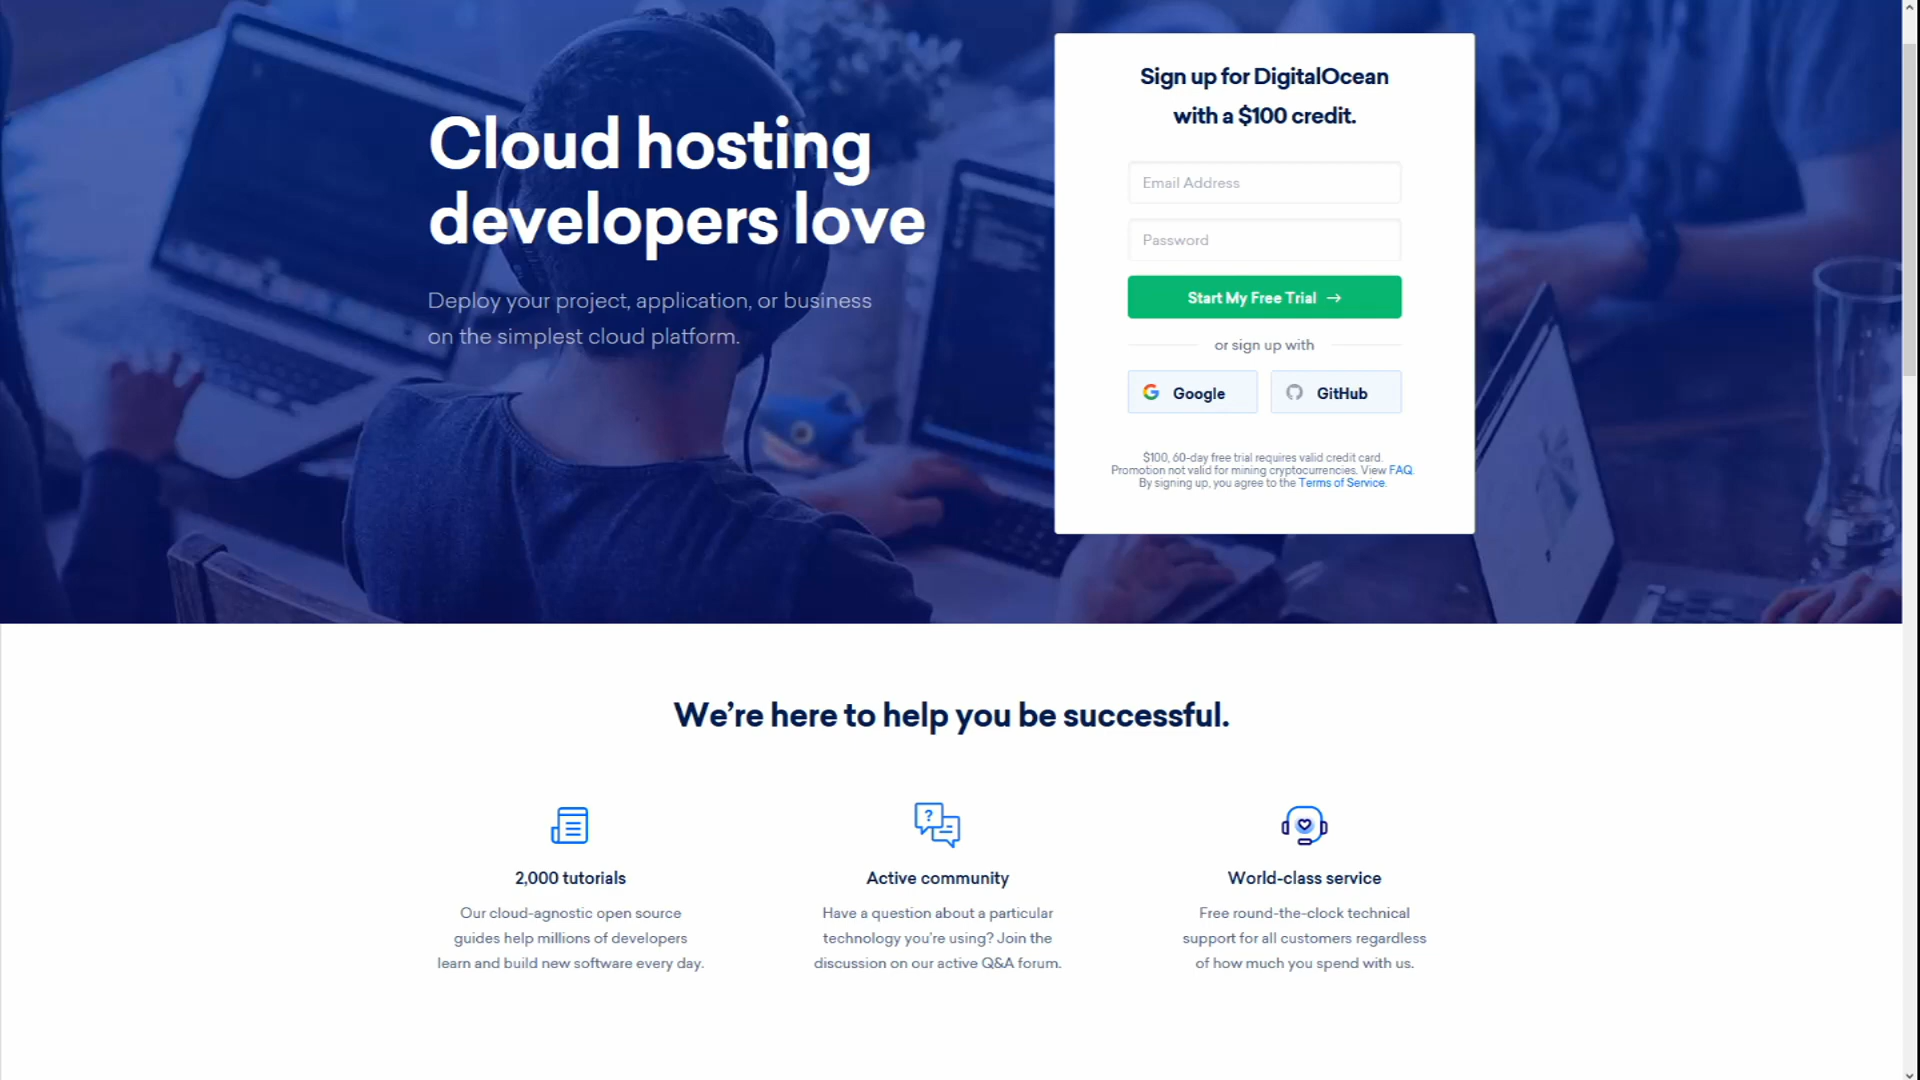 Cloud hosting
developers love
Deploy your project, application, or business
on the simplest cloud platform.
Sign up for DigitalOcean
with a $100 credit.
Email Address
Password
Start My Free Trial →
or sign up with
Google
GitHub
$100, 60-day free trial requires valid credit card.
Promotion not valid for mining cryptocurrencies. View FAQ.
By signing up, you agree to the Terms of Service.
We’re here to help you be successful.
?
2,000 tutorials
Our cloud-agnostic open source
guides help millions of developers
learn and build new software every day.
Active community
Have a question about a particular
technology you’re using? Join the
discussion on our active Q&A forum.
World-class service
Free round-the-clock technical
support for all customers regardless
of how much you spend with us.